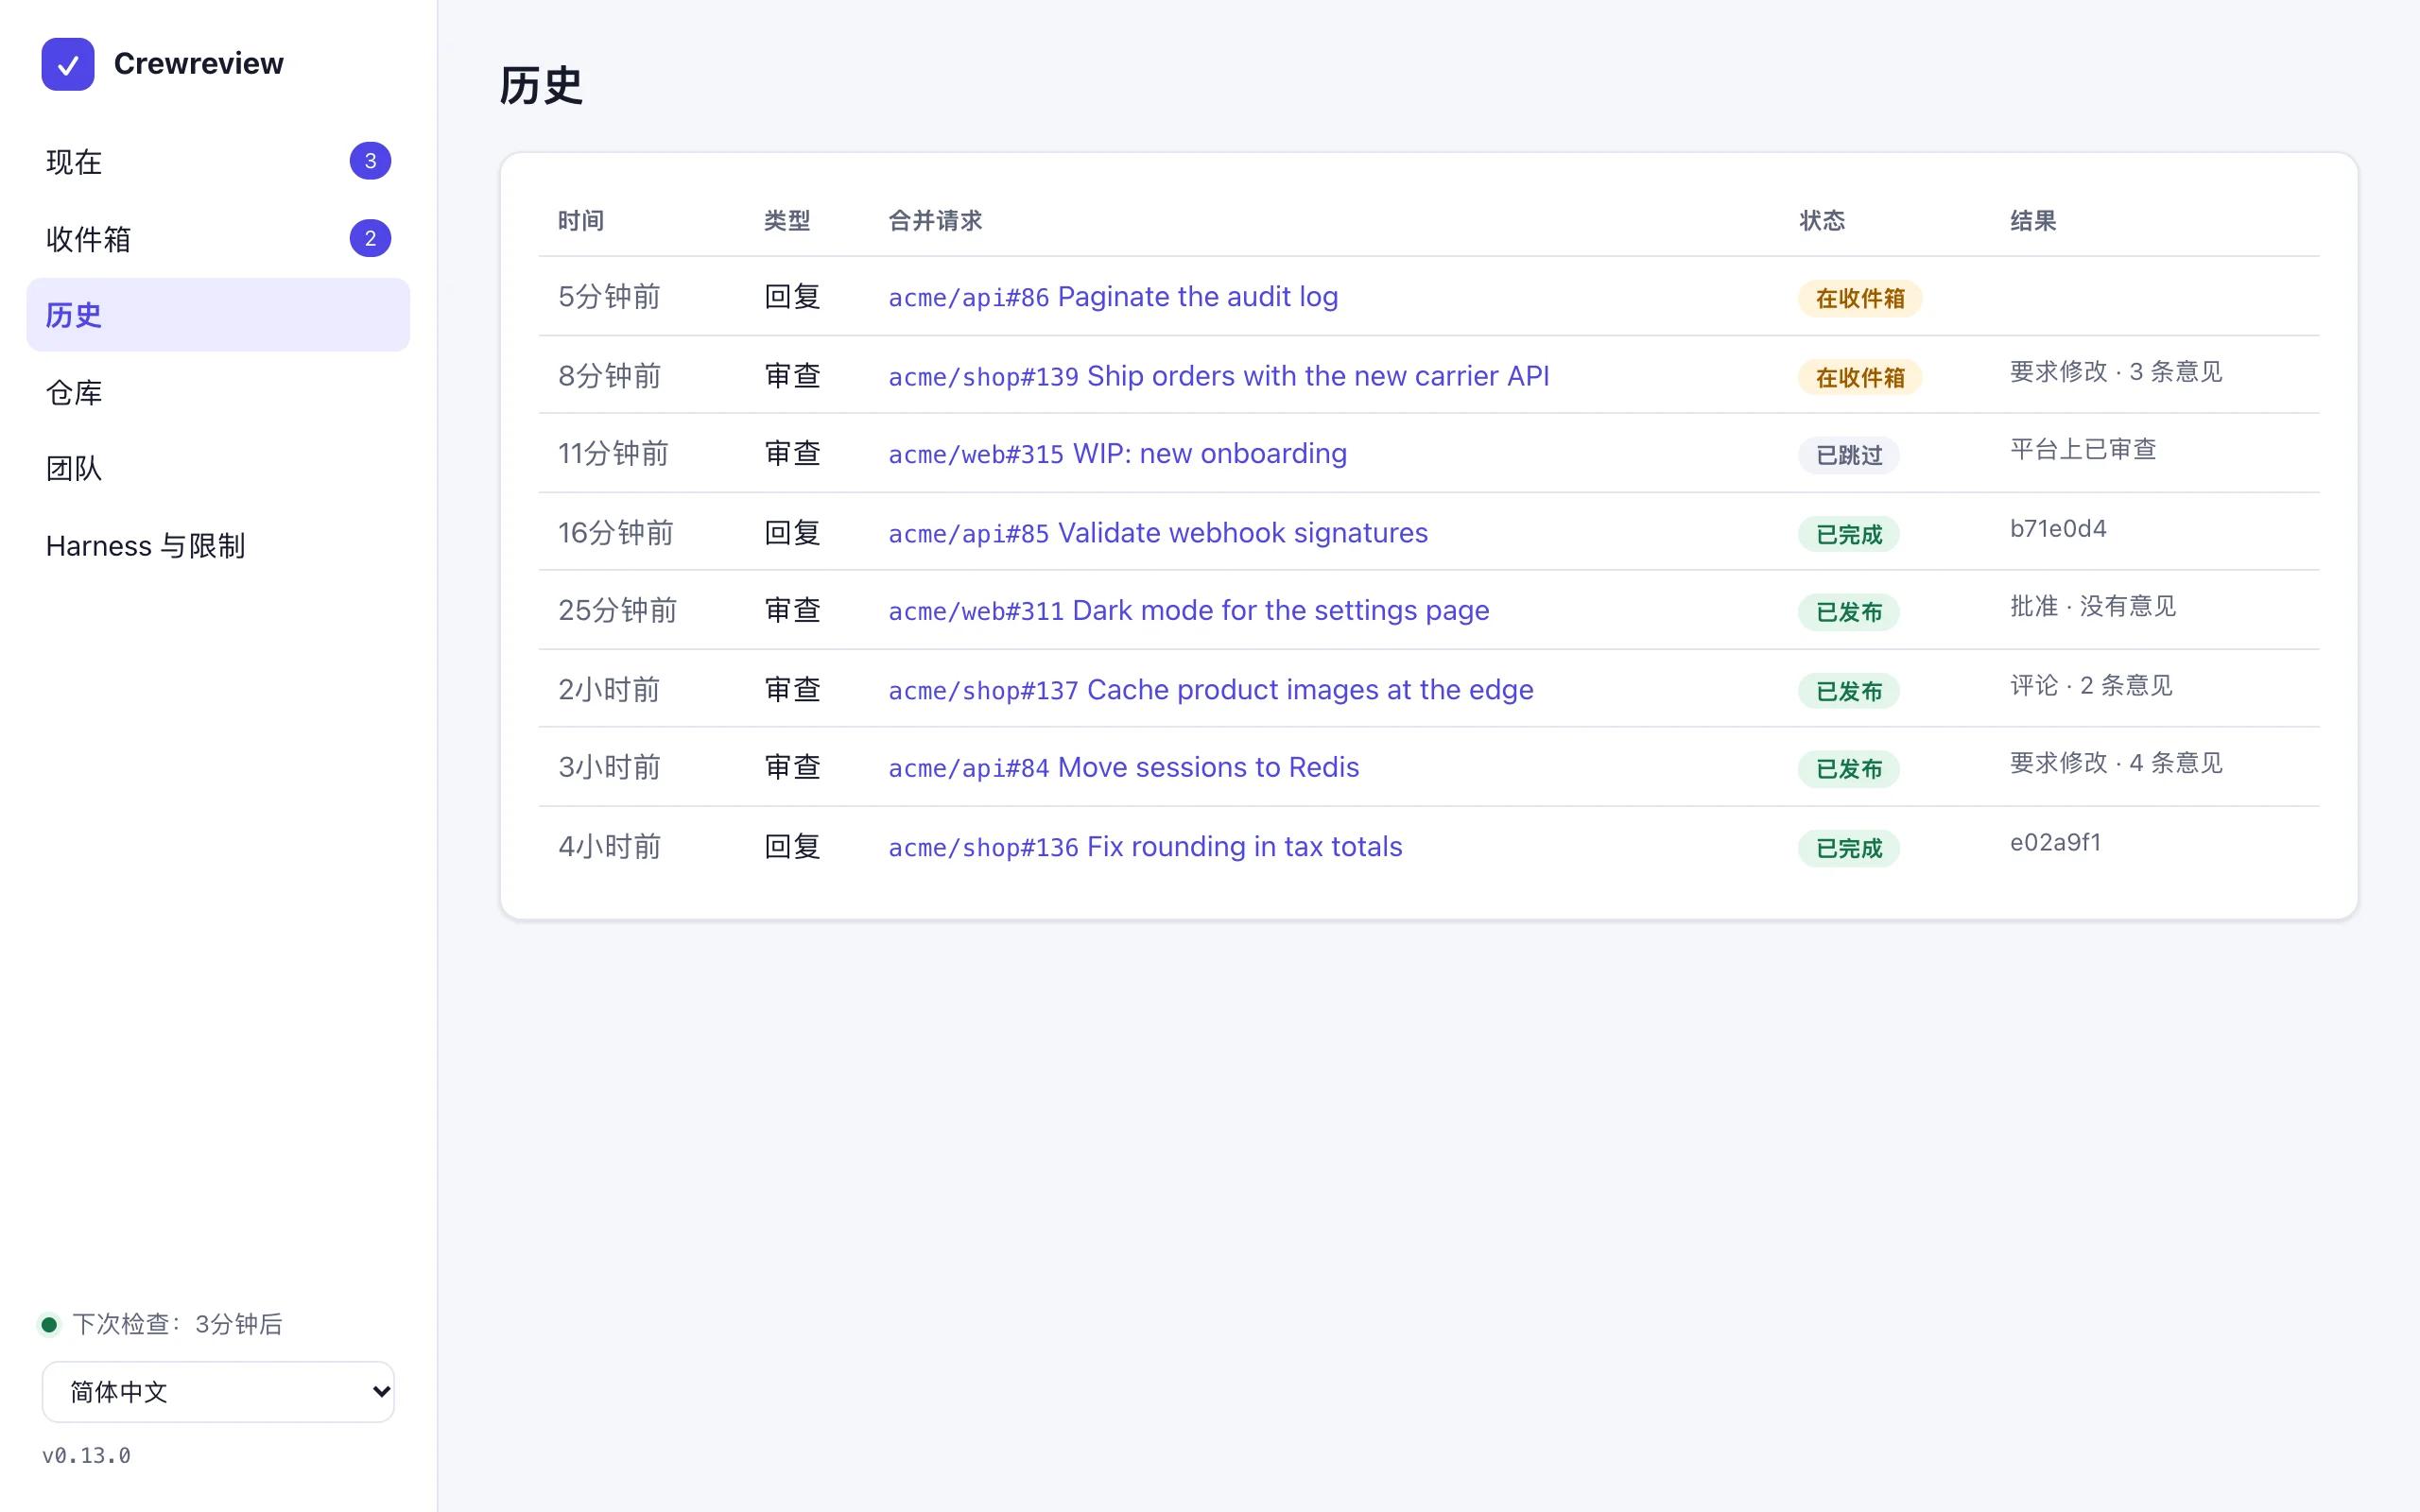 Crewreview
现在 3
收件箱 2
历史
仓库
团队
Harness 与限制
下次检查：3分钟后
简体中文
v0.13.0
历史
时间 类型 合并请求 状态 结果
5分钟前 回复 acme/api#86 Paginate the audit log 在收件箱
8分钟前 审查 acme/shop#139 Ship orders with the new carrier API 在收件箱 要求修改 · 3 条意见
11分钟前 审查 acme/web#315 WIP: new onboarding 已跳过 平台上已审查
16分钟前 回复 acme/api#85 Validate webhook signatures 已完成 b71e0d4
25分钟前 审查 acme/web#311 Dark mode for the settings page 已发布 批准 · 没有意见
2小时前 审查 acme/shop#137 Cache product images at the edge 已发布 评论 · 2 条意见
3小时前 审查 acme/api#84 Move sessions to Redis 已发布 要求修改 · 4 条意见
4小时前 回复 acme/shop#136 Fix rounding in tax totals 已完成 e02a9f1